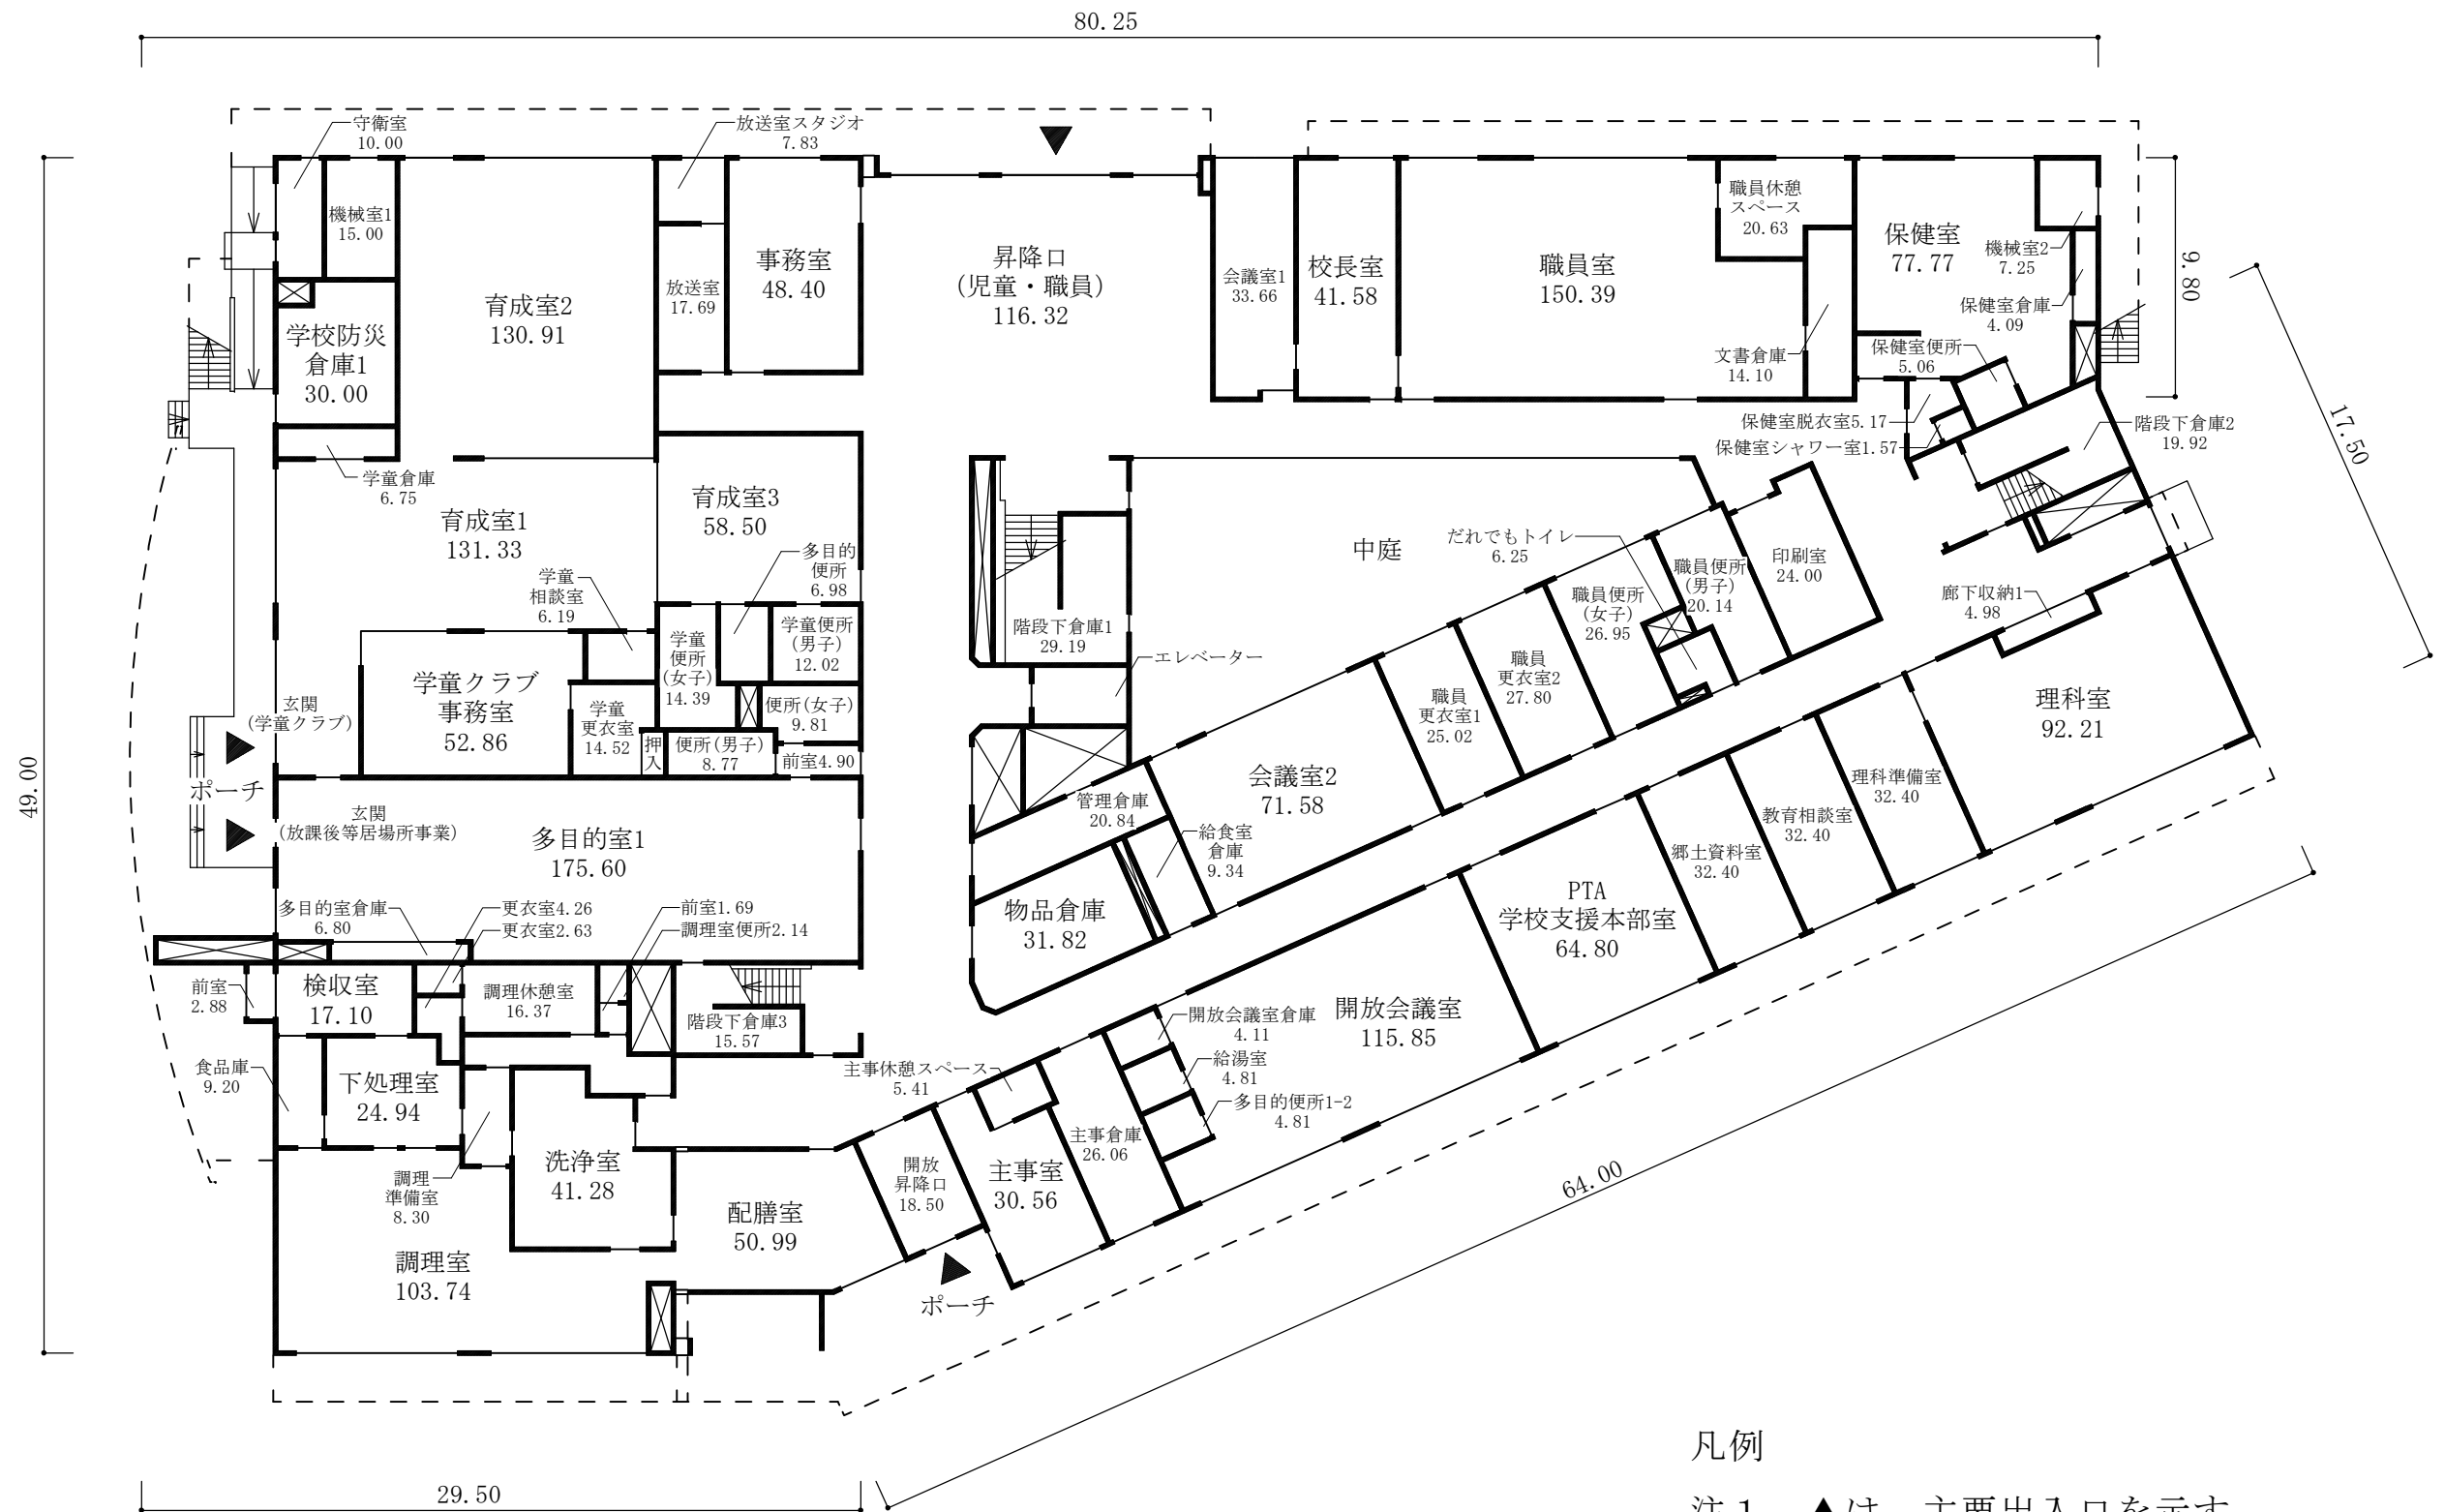 80.25
守衛室
10.00
放送室スタジオ
7.83
機械室1
15.00
育成室2
130.91
放送室
17.69
事務室
48.40
昇降口
(児童・職員)
116.32
会議室1
33.66
校長室
41.58
職員室
150.39
職員休憩
スペース
20.63
保健室
77.77
機械室2
7.25
保健室倉庫
4.09
9.80
17.50
文書倉庫
14.10
保健室便所
5.06
保健室脱衣室5.17
保健室シャワー室1.57
階段下倉庫2
19.92
学校防災
倉庫1
30.00
学童倉庫
6.75
育成室1
131.33
育成室3
58.50
多目的
便所
6.98
学童
相談室
6.19
学童
便所
(女子)
14.39
学童便所
(男子)
12.02
階段下倉庫1
29.19
エレベーター
中庭
だれでもトイレ
6.25
職員便所
(男子)
20.14
印刷室
24.00
職員便所
(女子)
26.95
廊下収納1
4.98
職員
更衣室2
27.80
職員
更衣室1
25.02
理科室
92.21
49.00
玄関
(学童クラブ)
学童クラブ
事務室
52.86
学童
更衣室
14.52
押
入
便所(女子)
9.81
便所(男子)
8.77
前室4.90
ポーチ
玄関
(放課後等居場所事業)
多目的室1
175.60
会議室2
71.58
管理倉庫
20.84
給食室
倉庫
9.34
理科準備室
32.40
教育相談室
32.40
郷土資料室
32.40
PTA
学校支援本部室
64.80
物品倉庫
31.82
多目的室倉庫
6.80
更衣室4.26
更衣室2.63
前室1.69
調理室便所2.14
前室
2.88
検収室
17.10
調理休憩室
16.37
階段下倉庫3
15.57
開放会議室
115.85
開放会議室倉庫
4.11
給湯室
4.81
多目的便所1-2
4.81
主事休憩スペース
5.41
食品庫
9.20
下処理室
24.94
調理
準備室
8.30
洗浄室
41.28
配膳室
50.99
開放
昇降口
18.50
主事室
30.56
主事倉庫
26.06
調理室
103.74
ポーチ
64.00
29.50
凡例
注1 ▲は、主要出入口を示す